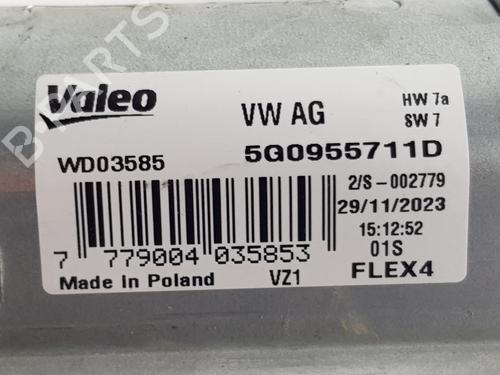 Valeo
VW AG
HW 7a
SW 7
WD03585
5G0955711D
2/S-002779
29/11/2023
15:12:52
01S
7 779004 035853
Made In Poland
VZ1
FLEX4
B PARTS